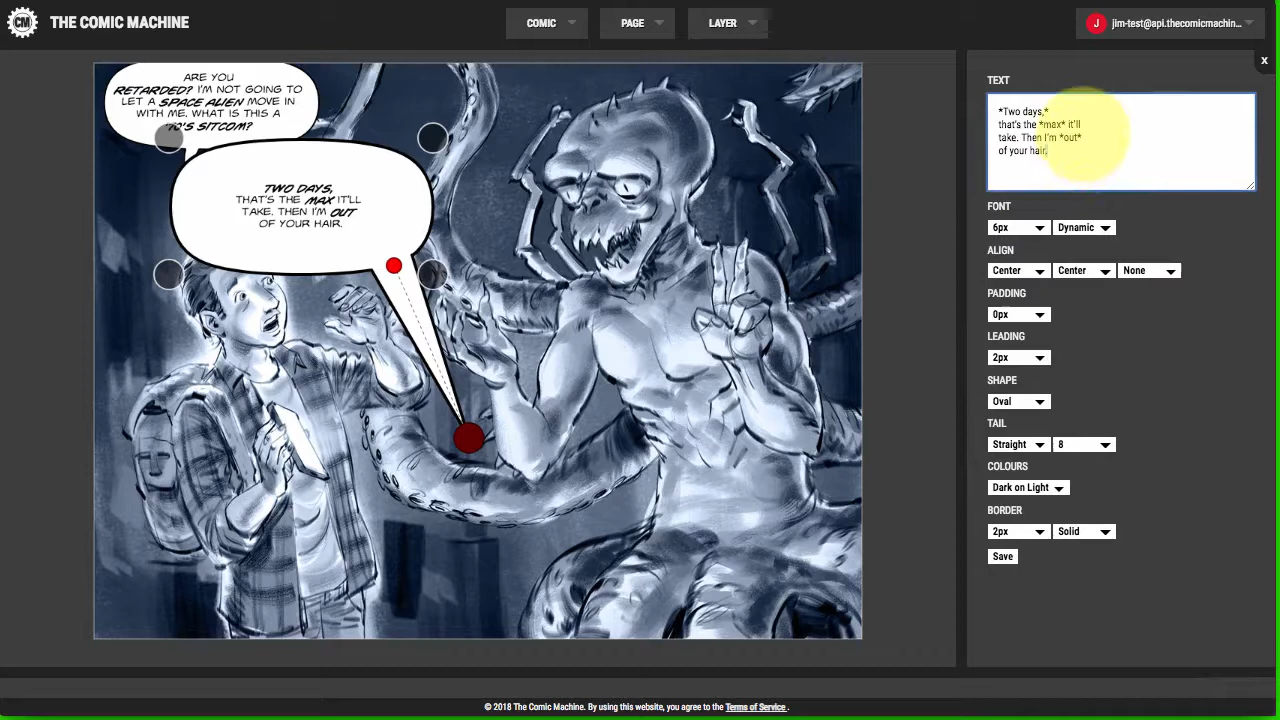 CM THE COMIC MACHINE
COMIC
PAGE
LAYER
J jim-test@api.thecomicmachin...
x
ARE YOU
RETARDED? I'M NOT GOING TO
LET A SPACE ALIEN MOVE IN
WITH ME. WHAT IS THIS A
70'S SITCOM?
TWO DAYS,
THAT'S THE MAX IT'LL
TAKE. THEN I'M OUT
OF YOUR HAIR.
TEXT
*Two days,*
that's the *max* it'll
take. Then I'm *out*
of your hair.
FONT
6px Dynamic
ALIGN
Center Center None
PADDING
0px
LEADING
2px
SHAPE
Oval
TAIL
Straight 8
COLOURS
Dark on Light
BORDER
2px Solid
Save
© 2018 The Comic Machine. By using this website, you agree to the Terms of Service .